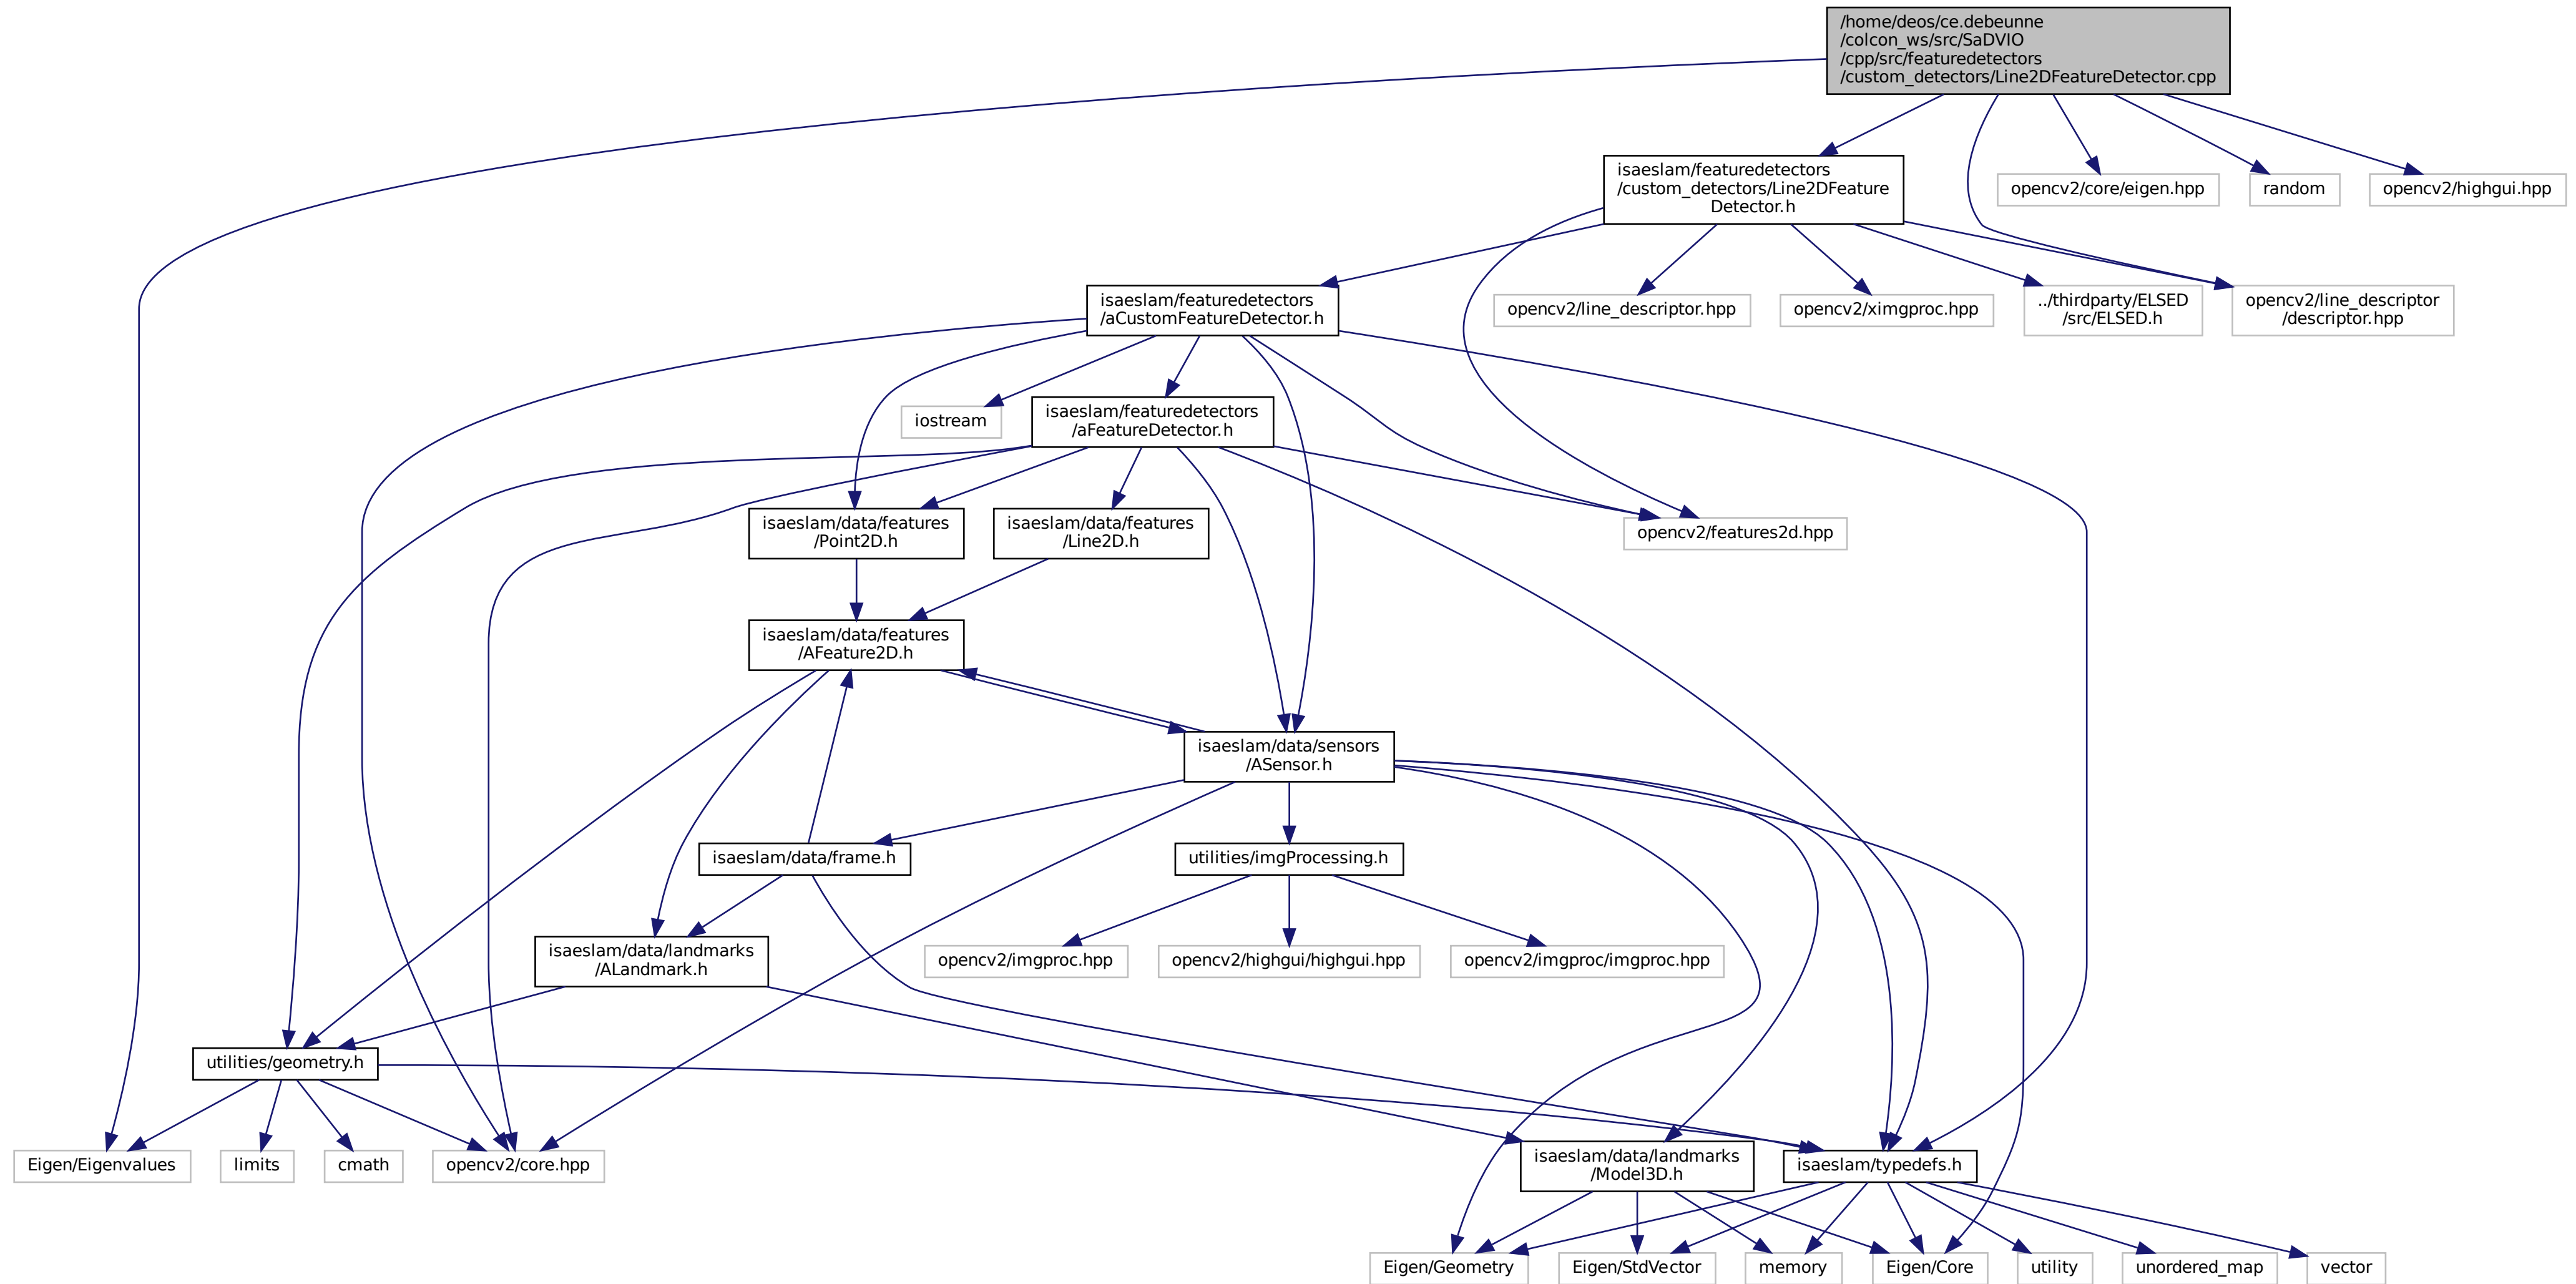 /home/deos/ce.debeunne
/colcon_ws/src/SaDVIO
/cpp/src/featuredetectors
/custom_detectors/Line2DFeatureDetector.cpp
isaeslam/featuredetectors
/custom_detectors/Line2DFeature
Detector.h
opencv2/core/eigen.hpp
random
opencv2/highgui.hpp
isaeslam/featuredetectors
/aCustomFeatureDetector.h
opencv2/line_descriptor.hpp
opencv2/ximgproc.hpp
../thirdparty/ELSED
/src/ELSED.h
opencv2/line_descriptor
/descriptor.hpp
iostream
isaeslam/featuredetectors
/aFeatureDetector.h
isaeslam/data/features
/Point2D.h
isaeslam/data/features
/Line2D.h
opencv2/features2d.hpp
isaeslam/data/features
/AFeature2D.h
isaeslam/data/sensors
/ASensor.h
isaeslam/data/frame.h
utilities/imgProcessing.h
isaeslam/data/landmarks
/ALandmark.h
opencv2/imgproc.hpp
opencv2/highgui/highgui.hpp
opencv2/imgproc/imgproc.hpp
utilities/geometry.h
Eigen/Eigenvalues
limits
cmath
opencv2/core.hpp
isaeslam/data/landmarks
/Model3D.h
isaeslam/typedefs.h
Eigen/Geometry
Eigen/StdVector
memory
Eigen/Core
utility
unordered_map
vector